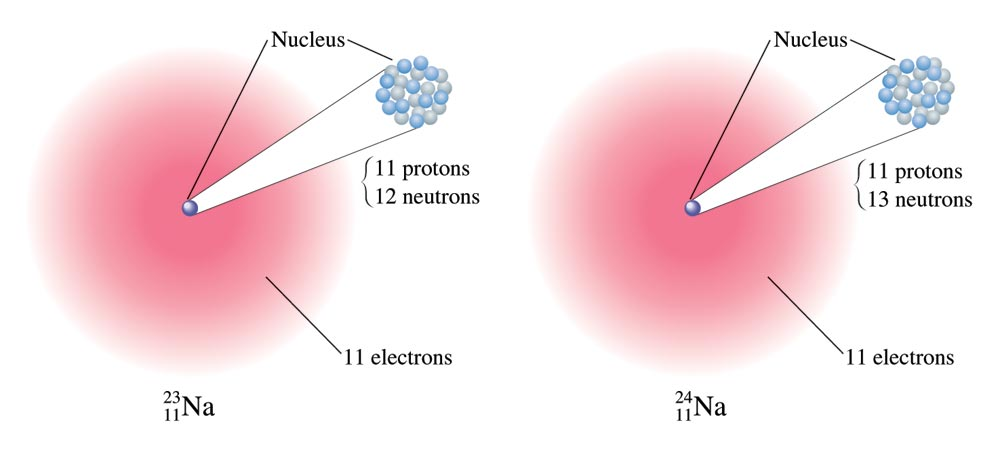 Nucleus
11 protons
12 neutrons
11 electrons
²³₁₁Na
Nucleus
11 protons
13 neutrons
11 electrons
²⁴₁₁Na